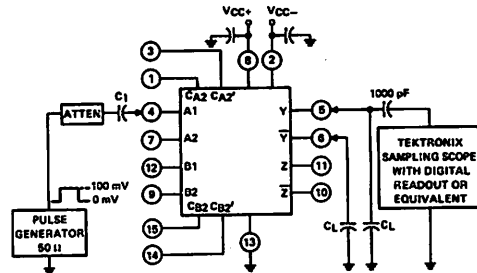 VCC+ VCC–
3 8 2
1
CA2 CA2′
1000 pF
C1
ATTEN 4 A1 Y 5
7 A2 Y̅ 6
12 B1 Z 11
9 B2 Z̅ 10
CB2 CB2′
15
14
13
CL CL
100 mV
0 mV
PULSE
GENERATOR
50 Ω
TEKTRONIX
SAMPLING SCOPE
WITH DIGITAL
READOUT OR
EQUIVALENT